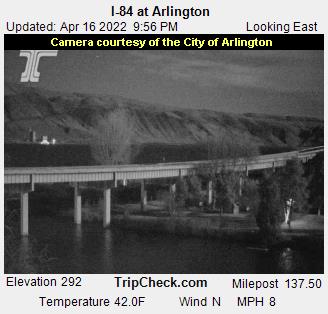 I-84 at Arlington
Updated: Apr 16 2022 9:56 PM Looking East
Camera courtesy of the City of Arlington
Elevation 292 TripCheck.com Milepost 137.50
Temperature 42.0F Wind N MPH 8